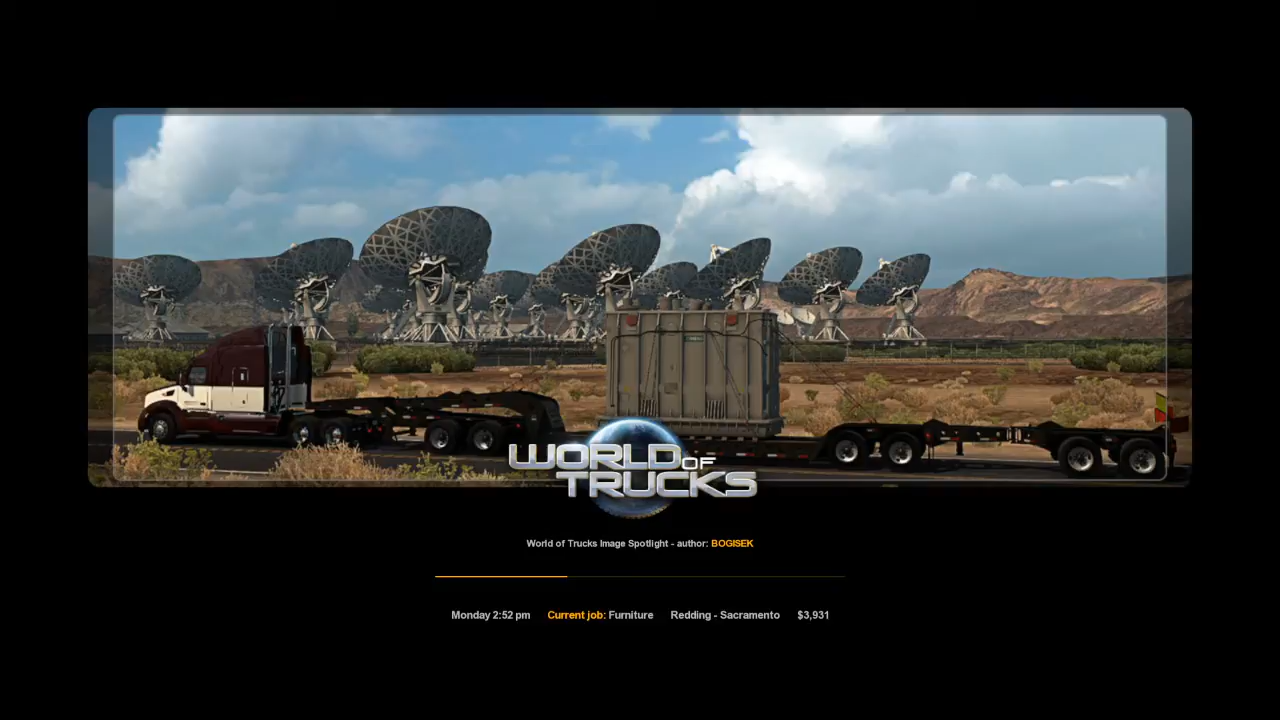 WORLD OF
TRUCKS
World of Trucks Image Spotlight - author: BOGISEK
Monday 2:52 pm Current job: Furniture Redding - Sacramento $3,931